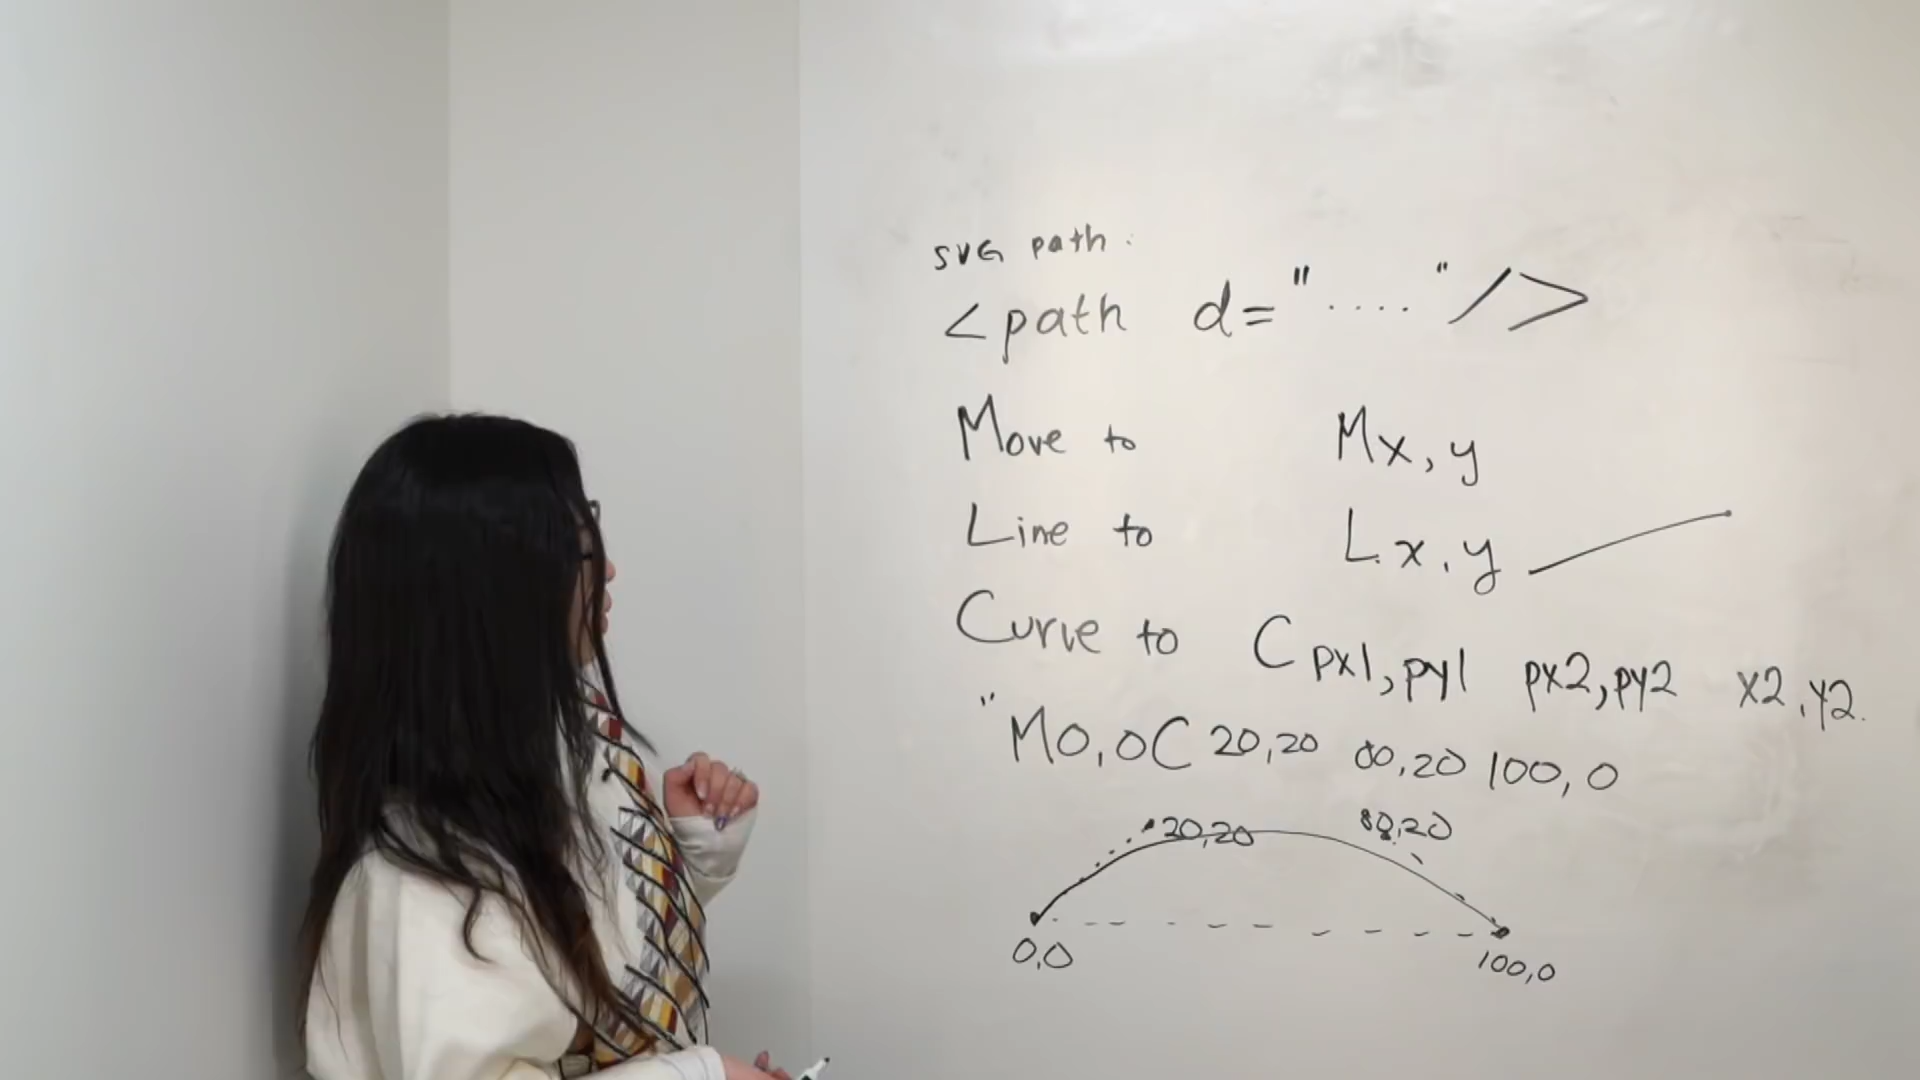 SVG path.
<path d="...."/>
Move to Mx,y
Line to L x,y
Curve to C px1,py1 px2,py2 x2,y2.
"M0,0C 20,20 80,20 100,0
20,20 80,20
0,0 100,0